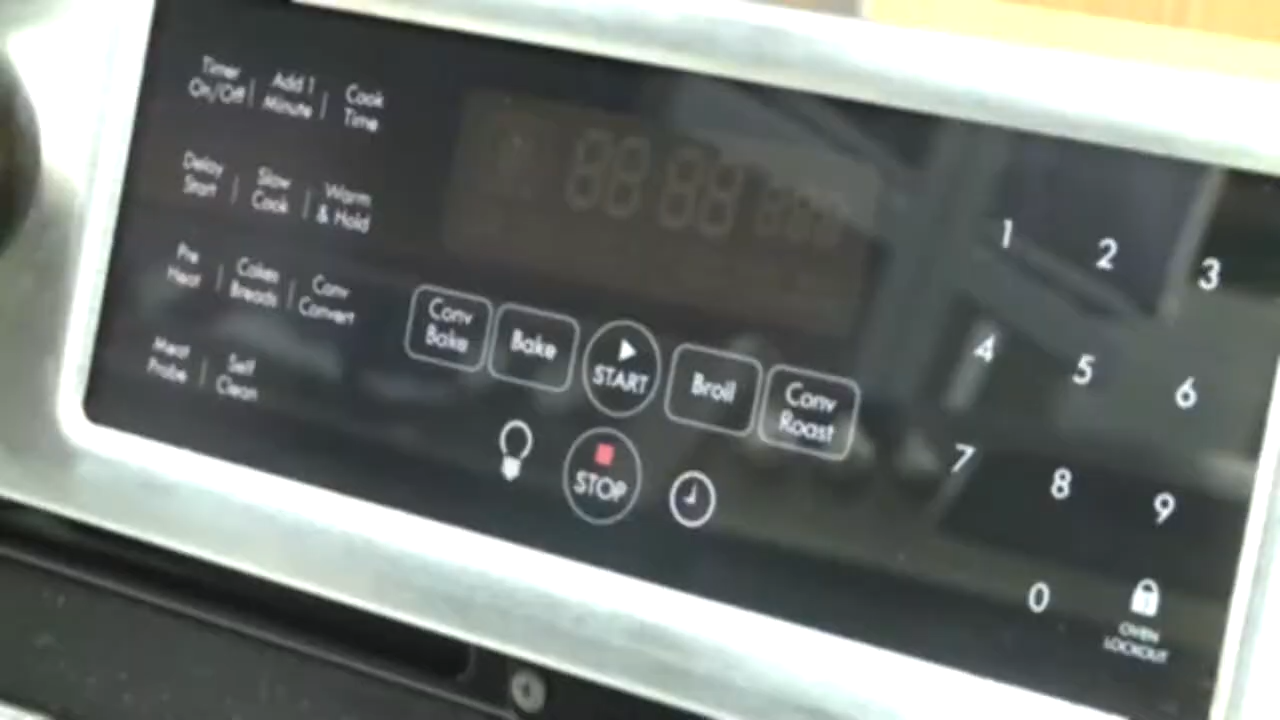 Timer On/Off | Add 1 Minute | Cook Time
Delay Start | Slow Cook | Warm & Hold
Pre Heat | Cakes Breads | Conv Convert
Meat Probe | Self Clean
Conv Bake
Bake
START
Broil
Conv Roast
STOP
1 2 3
4 5 6
7 8 9
0
OVEN
LOCKOUT